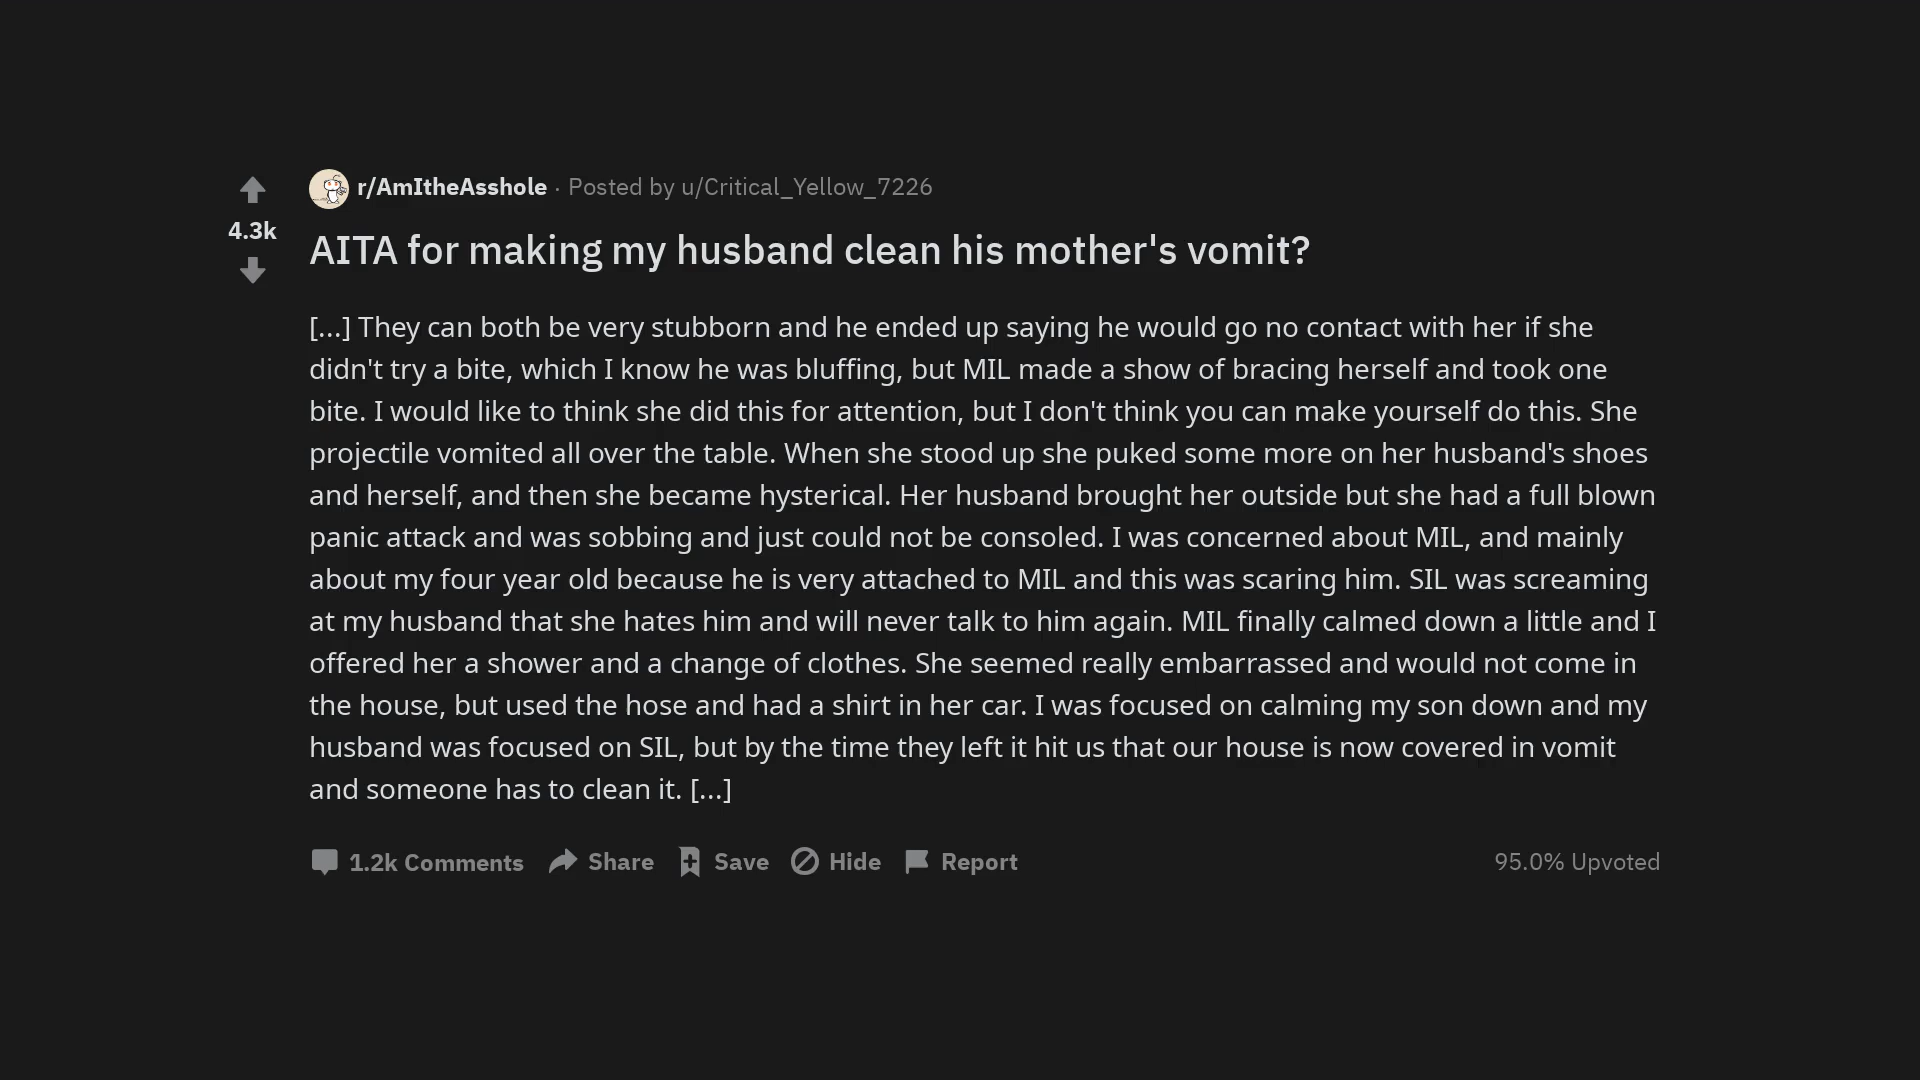 r/AmItheAsshole · Posted by u/Critical_Yellow_7226
4.3k
AITA for making my husband clean his mother's vomit?
[...] They can both be very stubborn and he ended up saying he would go no contact with her if she
didn't try a bite, which I know he was bluffing, but MIL made a show of bracing herself and took one
bite. I would like to think she did this for attention, but I don't think you can make yourself do this. She
projectile vomited all over the table. When she stood up she puked some more on her husband's shoes
and herself, and then she became hysterical. Her husband brought her outside but she had a full blown
panic attack and was sobbing and just could not be consoled. I was concerned about MIL, and mainly
about my four year old because he is very attached to MIL and this was scaring him. SIL was screaming
at my husband that she hates him and will never talk to him again. MIL finally calmed down a little and I
offered her a shower and a change of clothes. She seemed really embarrassed and would not come in
the house, but used the hose and had a shirt in her car. I was focused on calming my son down and my
husband was focused on SIL, but by the time they left it hit us that our house is now covered in vomit
and someone has to clean it. [...]
1.2k Comments Share Save Hide Report 95.0% Upvoted